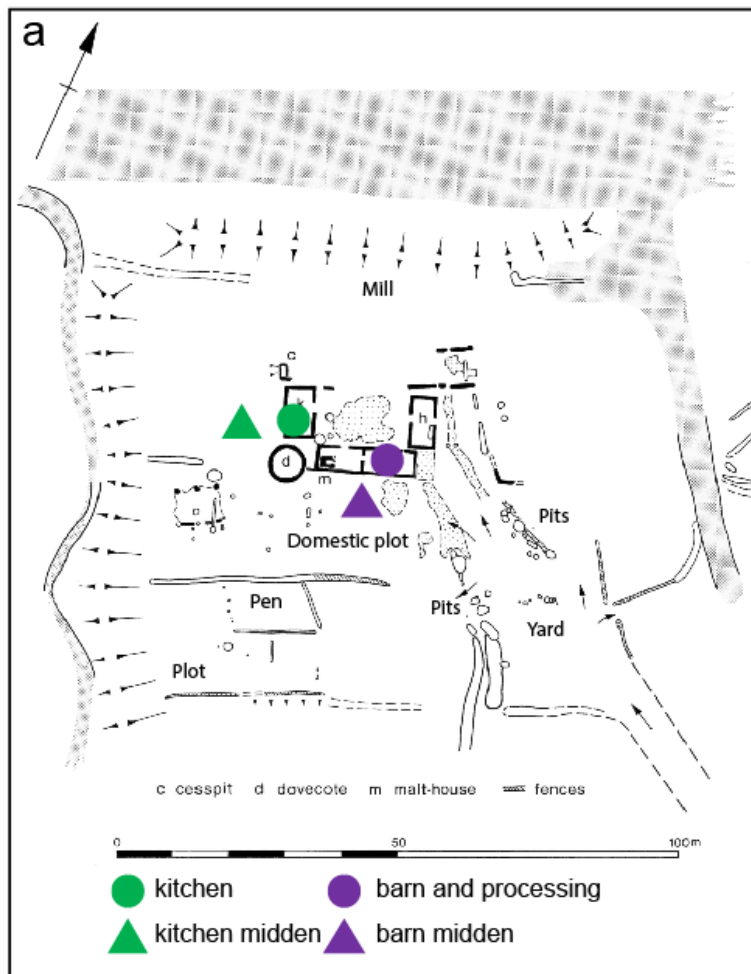 a
Mill
c
k
h
d
m
Domestic plot
Pits
Pen
Pits
Yard
Plot
c cesspit d davecote m malt-house fences
0 50 100m
kitchen barn and processing
kitchen midden barn midden